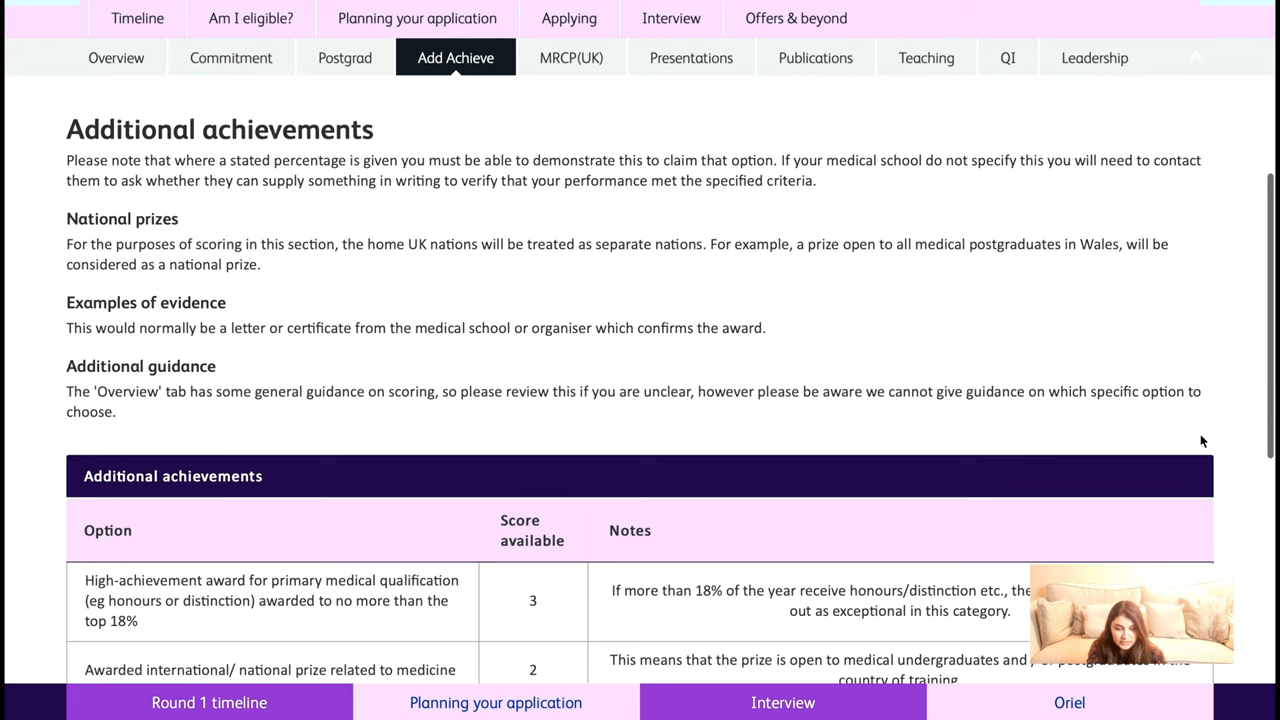 Timeline
Am I eligible?
Planning your application
Applying
Interview
Offers & beyond
Overview
Commitment
Postgrad
Add Achieve
MRCP(UK)
Presentations
Publications
Teaching
QI
Leadership
Additional achievements
Please note that where a stated percentage is given you must be able to demonstrate this to claim that option. If your medical school do not specify this you will need to contact
them to ask whether they can supply something in writing to verify that your performance met the specified criteria.
National prizes
For the purposes of scoring in this section, the home UK nations will be treated as separate nations. For example, a prize open to all medical postgraduates in Wales, will be
considered as a national prize.
Examples of evidence
This would normally be a letter or certificate from the medical school or organiser which confirms the award.
Additional guidance
The 'Overview' tab has some general guidance on scoring, so please review this if you are unclear, however please be aware we cannot give guidance on which specific option to
choose.
Additional achievements
Option
Score
available
Notes
High-achievement award for primary medical qualification
(eg honours or distinction) awarded to no more than the
top 18%
3
If more than 18% of the year receive honours/distinction etc.,
out as exceptional in this category.
Awarded international/ national prize related to medicine
2
This means that the prize is open to medical undergraduates and
country of training
Round 1 timeline
Planning your application
Interview
Oriel